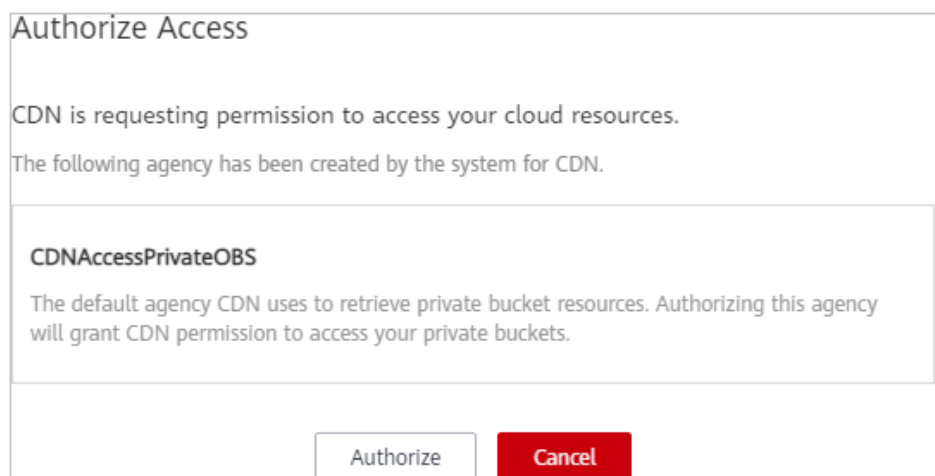 Authorize Access
CDN is requesting permission to access your cloud resources.
The following agency has been created by the system for CDN.
CDNAccessPrivateOBS
The default agency CDN uses to retrieve private bucket resources. Authorizing this agency
will grant CDN permission to access your private buckets.
Authorize
Cancel